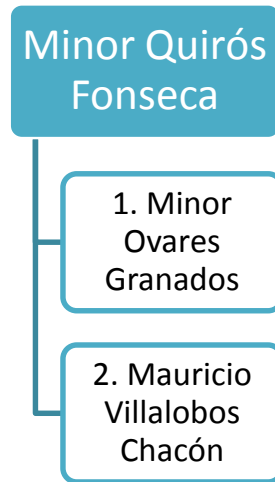 Minor Quirós
Fonseca
1. Minor
Ovares
Granados
2. Mauricio
Villalobos
Chacón